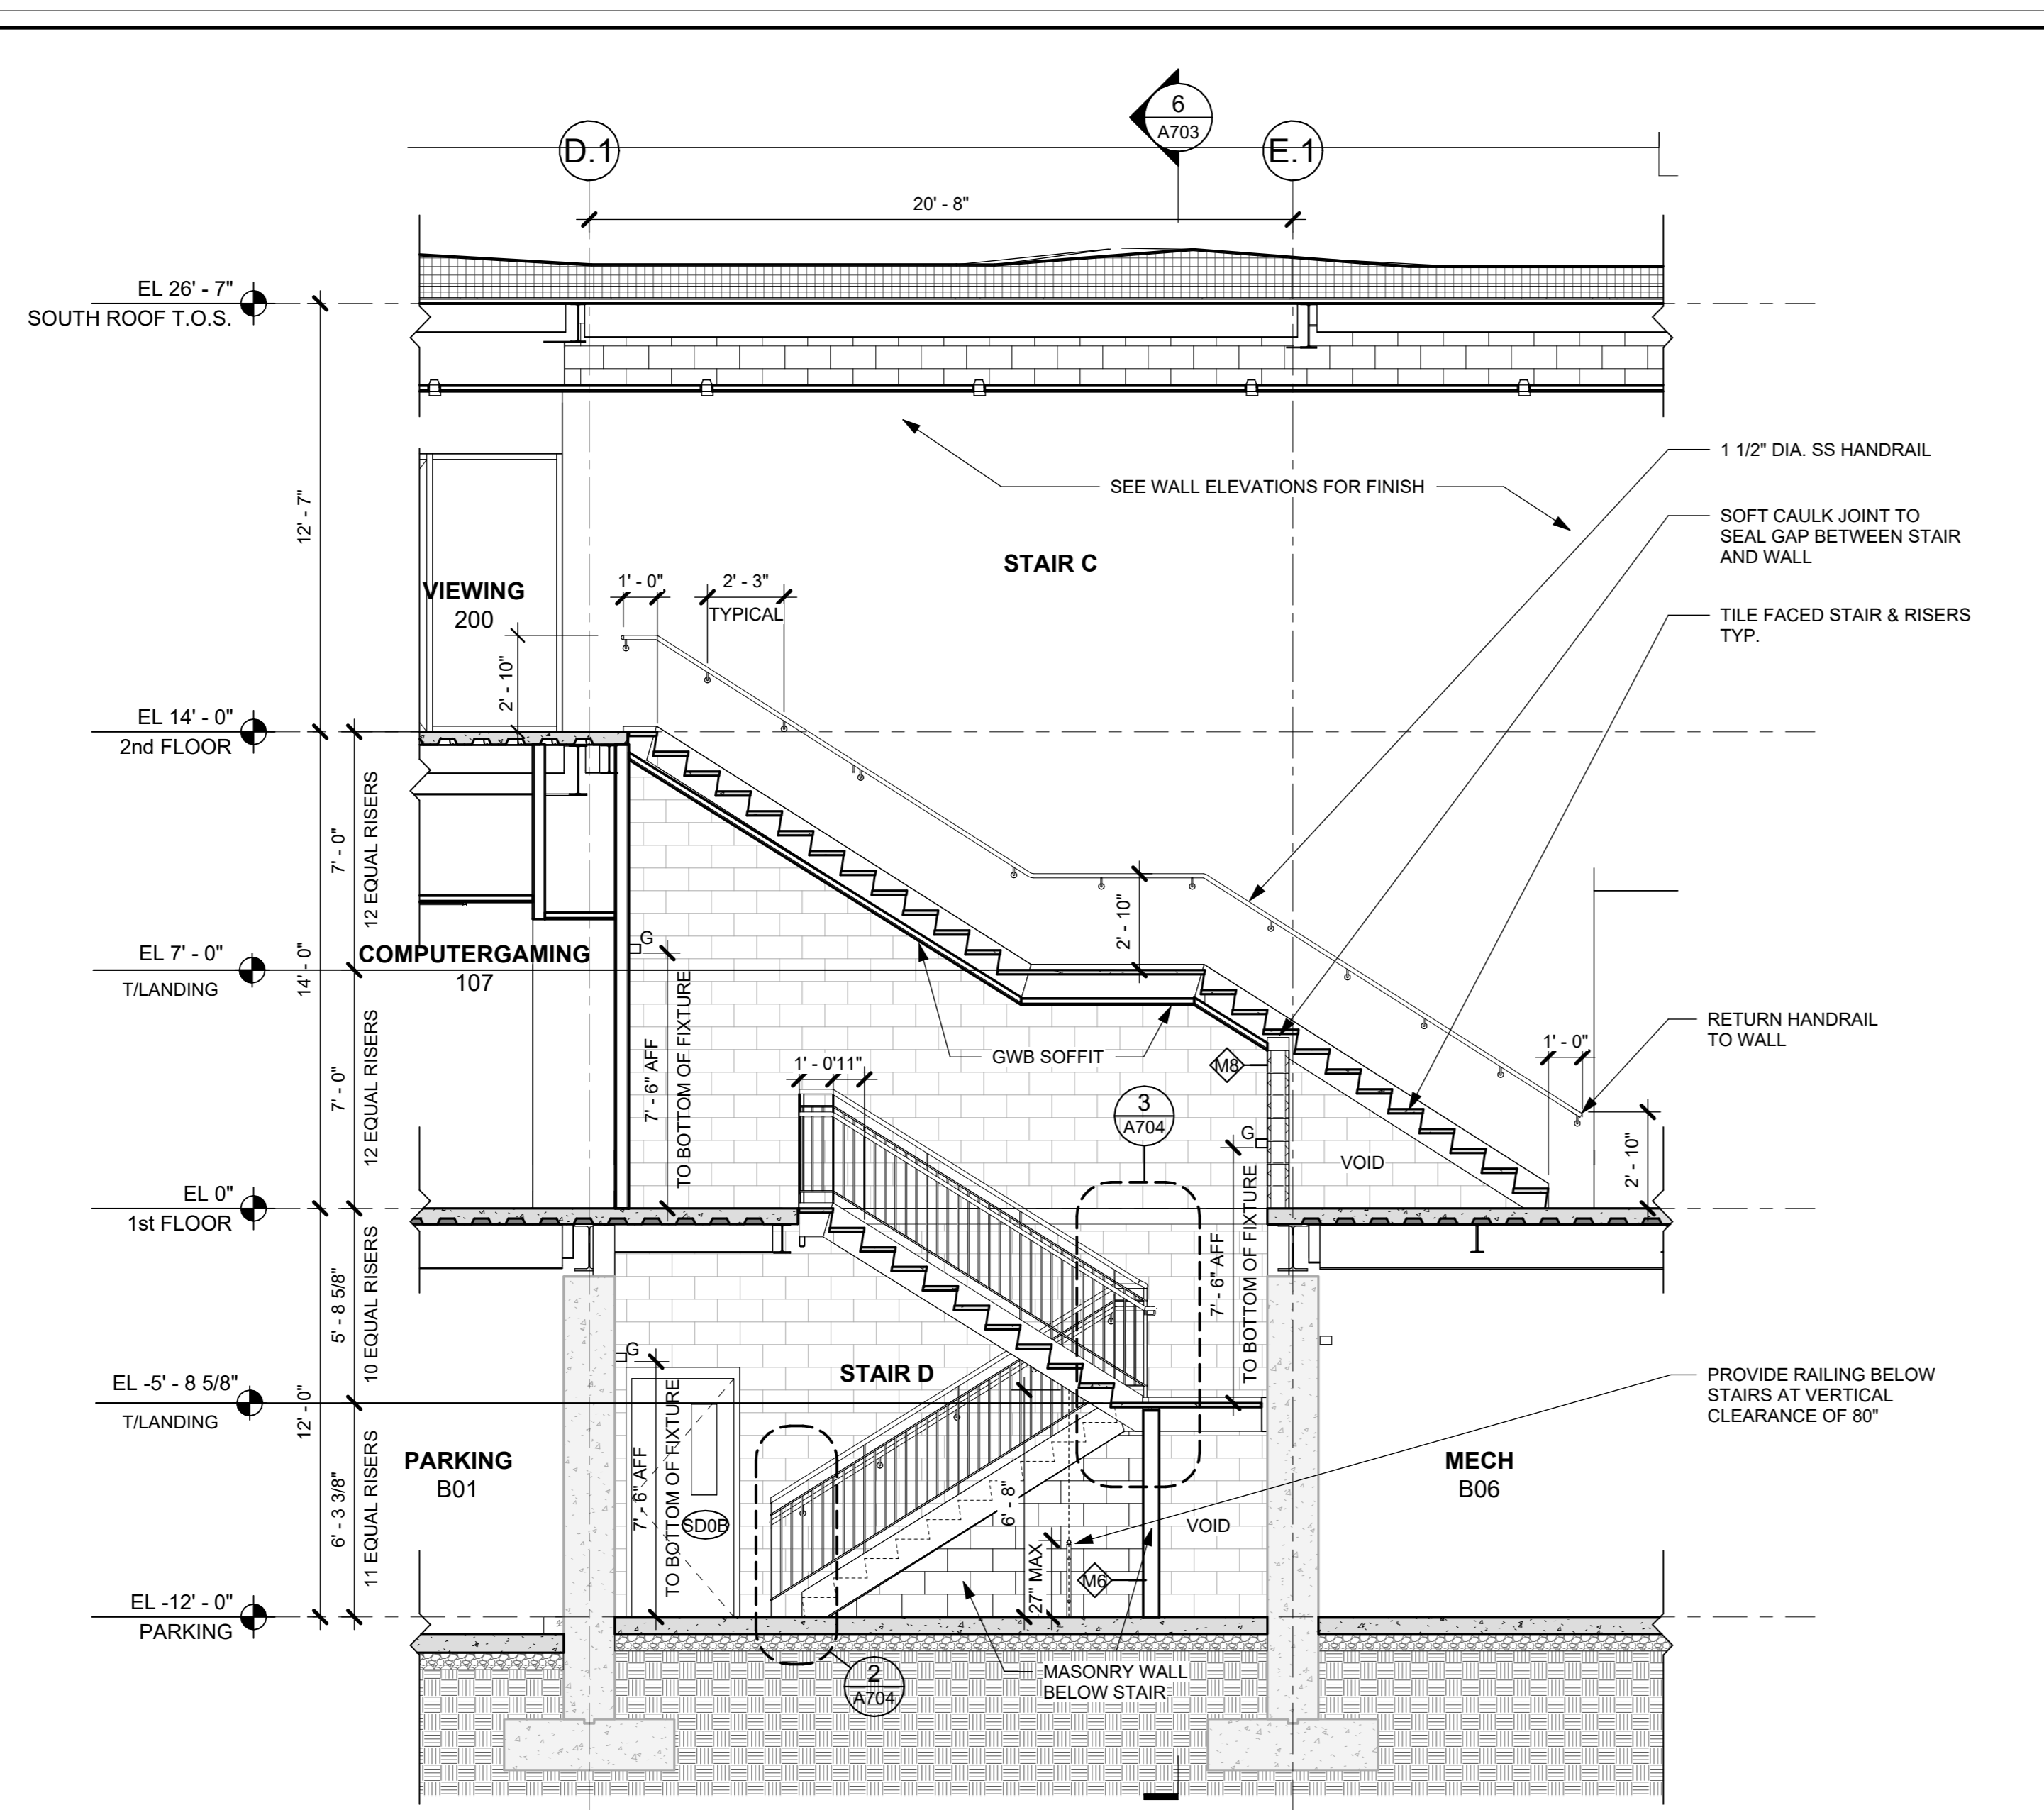 6
A703
D.1
E.1
20' - 8"
EL 26' - 7"
SOUTH ROOF T.O.S.
12' - 7"
1 1/2" DIA. SS HANDRAIL
SEE WALL ELEVATIONS FOR FINISH
SOFT CAULK JOINT TO
SEAL GAP BETWEEN STAIR
AND WALL
STAIR C
VIEWING
200
1' - 0"
2' - 3"
TYPICAL
TILE FACED STAIR & RISERS
TYP.
2' - 10"
EL 14' - 0"
2nd FLOOR
7' - 0"
12 EQUAL RISERS
14' - 0"
2' - 10"
G
COMPUTERGAMING
107
EL 7' - 0"
T/LANDING
7' - 6" AFF
TO BOTTOM OF FIXTURE
GWB SOFFIT
RETURN HANDRAIL
TO WALL
1' - 0"
1' - 0"
11"
M8
7' - 0"
12 EQUAL RISERS
3
A704
G
VOID
2' - 10"
EL 0"
1st FLOOR
7' - 6" AFF
TO BOTTOM OF FIXTURE
5' - 8 5/8"
10 EQUAL RISERS
12' - 0"
G
STAIR D
EL -5' - 8 5/8"
T/LANDING
PROVIDE RAILING BELOW
STAIRS AT VERTICAL
CLEARANCE OF 80"
PARKING
B01
7' - 6" AFF
TO BOTTOM OF FIXTURE
SD0B
6' - 8"
VOID
MECH
B06
6' - 3 3/8"
11 EQUAL RISERS
27" MAX
M6
EL -12' - 0"
PARKING
2
A704
MASONRY WALL
BELOW STAIR